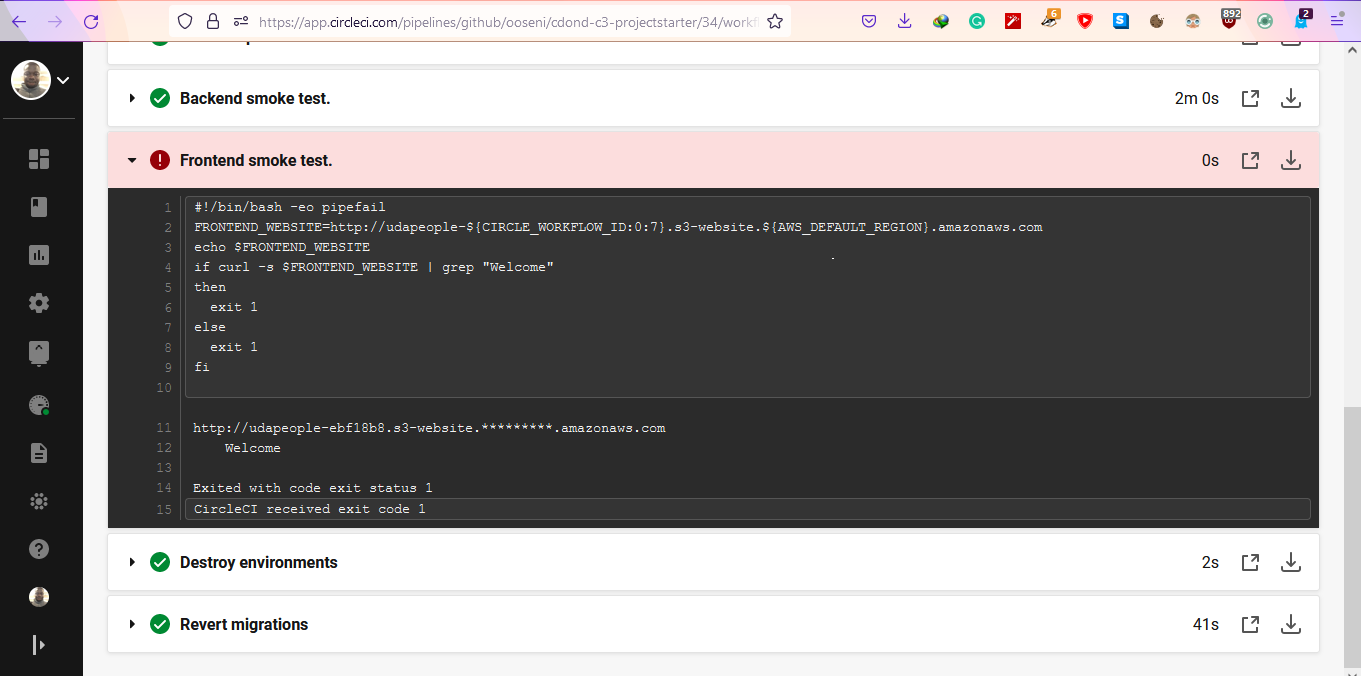 https://app.circleci.com/pipelines/github/ooseni/cdond-c3-projectstarter/34/workf
6
892
2
Backend smoke test.
2m 0s
Frontend smoke test.
0s
1 #!/bin/bash -eo pipefail
2 FRONTEND_WEBSITE=http://udapeople-${CIRCLE_WORKFLOW_ID:0:7}.s3-website.${AWS_DEFAULT_REGION}.amazonaws.com
3 echo $FRONTEND_WEBSITE
4 if curl -s $FRONTEND_WEBSITE | grep "Welcome"
5 then
6   exit 1
7 else
8   exit 1
9 fi
10
11 http://udapeople-ebf18b8.s3-website.*********.amazonaws.com
12     Welcome
13
14 Exited with code exit status 1
15 CircleCI received exit code 1
Destroy environments
2s
Revert migrations
41s